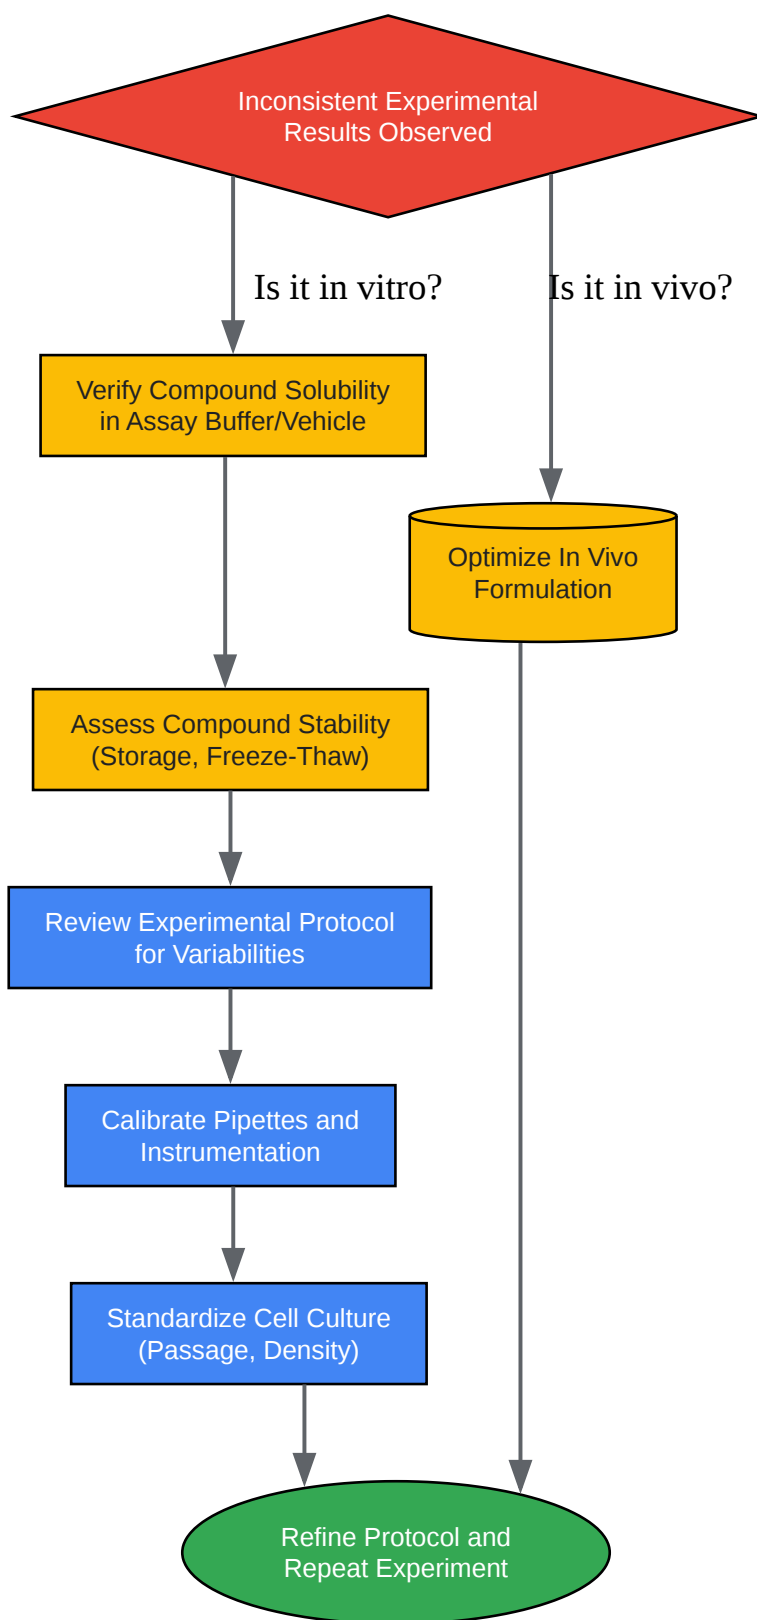 Inconsistent Experimental
Results Observed
Is it in vitro?
Is it in vivo?
Verify Compound Solubility
in Assay Buffer/Vehicle
Optimize In Vivo
Formulation
Assess Compound Stability
(Storage, Freeze-Thaw)
Review Experimental Protocol
for Variabilities
Calibrate Pipettes and
Instrumentation
Standardize Cell Culture
(Passage, Density)
Refine Protocol and
Repeat Experiment